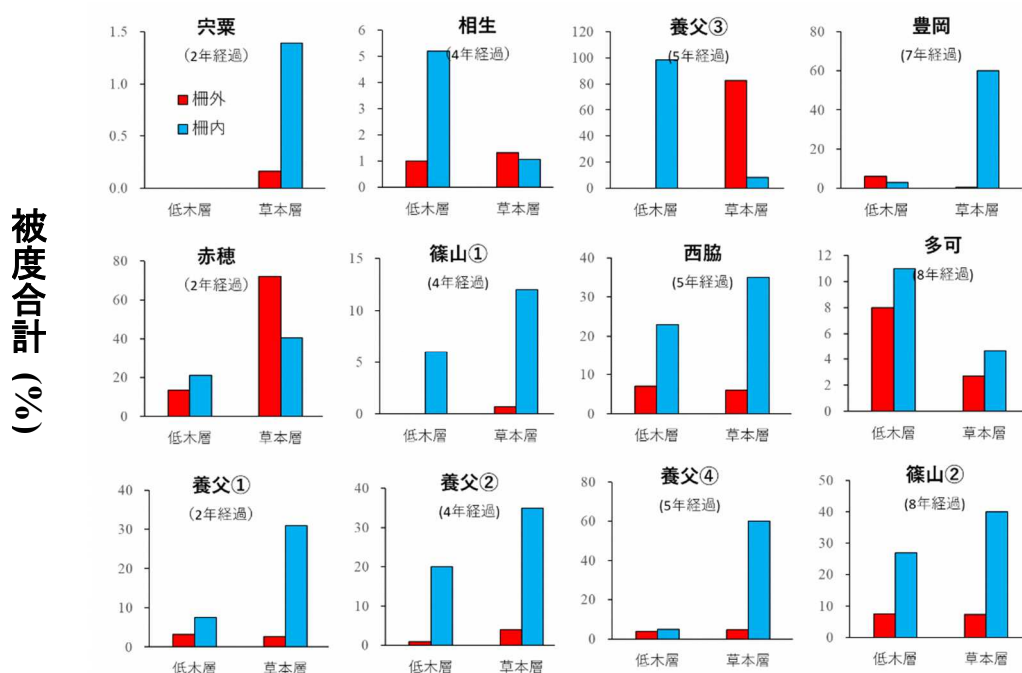 被度合計 (%)
宍粟
(2年経過)
1.5
1.0
0.5
0.0
柵外
柵内
低木層 草本層
相生
(4年経過)
6
5
4
3
2
1
0
低木層 草本層
養父③
(5年経過)
120
100
80
60
40
20
0
低木層 草本層
豊岡
(7年経過)
80
60
40
20
0
低木層 草本層
赤穂
(2年経過)
80
60
40
20
0
低木層 草本層
篠山①
(4年経過)
15
10
5
0
低木層 草本層
西脇
(5年経過)
40
30
20
10
0
低木層 草本層
多可
(8年経過)
12
10
8
6
4
2
0
低木層 草本層
養父①
(2年経過)
40
30
20
10
0
低木層 草本層
養父②
(4年経過)
40
30
20
10
0
低木層 草本層
養父④
(5年経過)
80
60
40
20
0
低木層 草本層
篠山②
(8年経過)
50
40
30
20
10
0
低木層 草本層